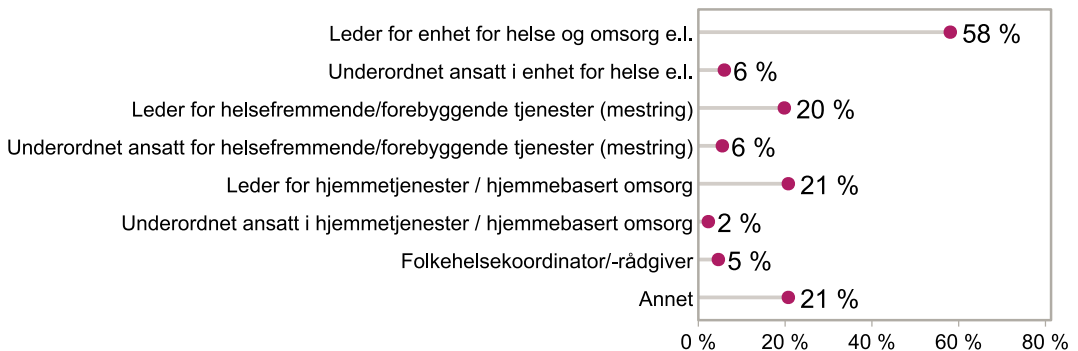 Leder for enhet for helse og omsorg e.l. 58 %
Underordnet ansatt i enhet for helse e.l. 6 %
Leder for helsefremmende/forebyggende tjenester (mestring) 20 %
Underordnet ansatt for helsefremmende/forebyggende tjenester (mestring) 6 %
Leder for hjemmetjenester / hjemmebasert omsorg 21 %
Underordnet ansatt i hjemmetjenester / hjemmebasert omsorg 2 %
Folkehelsekoordinator/-rådgiver 5 %
Annet 21 %
0 % 20 % 40 % 60 % 80 %